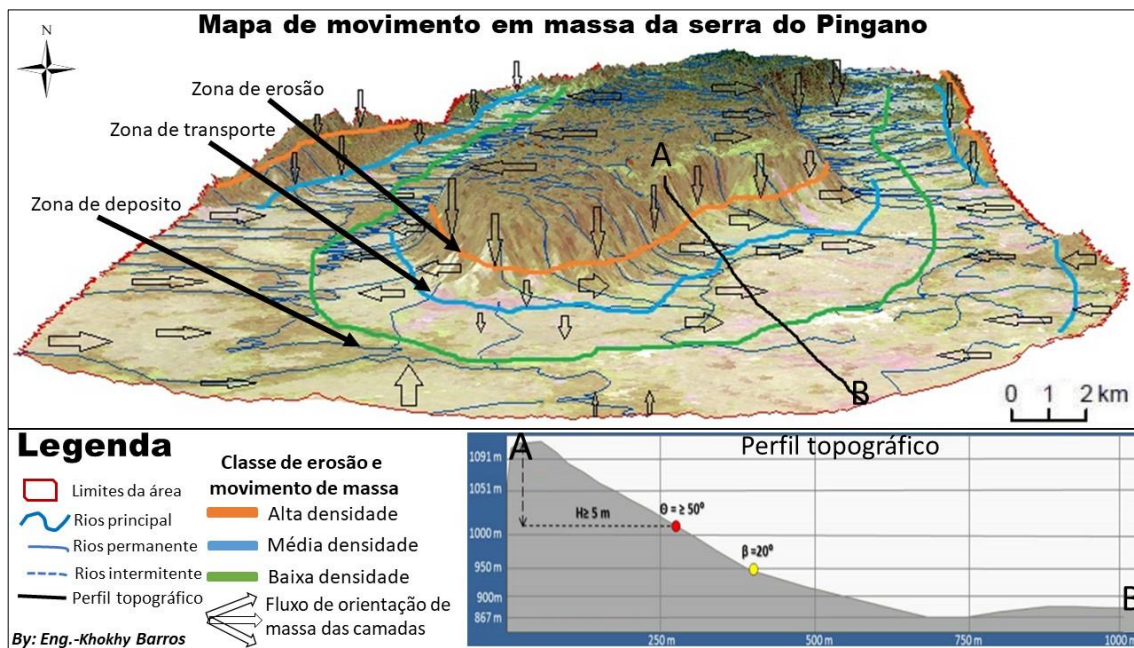 Mapa de movimento em massa da serra do Pingano
N
Zona de erosão
Zona de transporte
Zona de deposito
A
B
0 1 2 km
Legenda
Limites da área
Rios principal
Rios permanente
Rios intermitente
Perfil topográfico
By: Eng.-Khokhy Barros
Classe de erosão e
movimento de massa
Alta densidade
Média densidade
Baixa densidade
Fluxo de orientação de
massa das camadas
Perfil topográfico
A
B
1091 m
1051 m
1000 m
950 m
900 m
867 m
H≥ 5 m
Θ = ≥ 50º
β =20º
250 m
500 m
750 m
1000 m